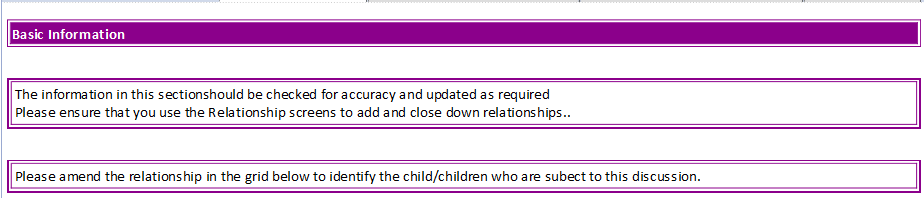 Basic Information
The information in this sectionshould be checked for accuracy and updated as required
Please ensure that you use the Relationship screens to add and close down relationships..
Please amend the relationship in the grid below to identify the child/children who are subect to this discussion.